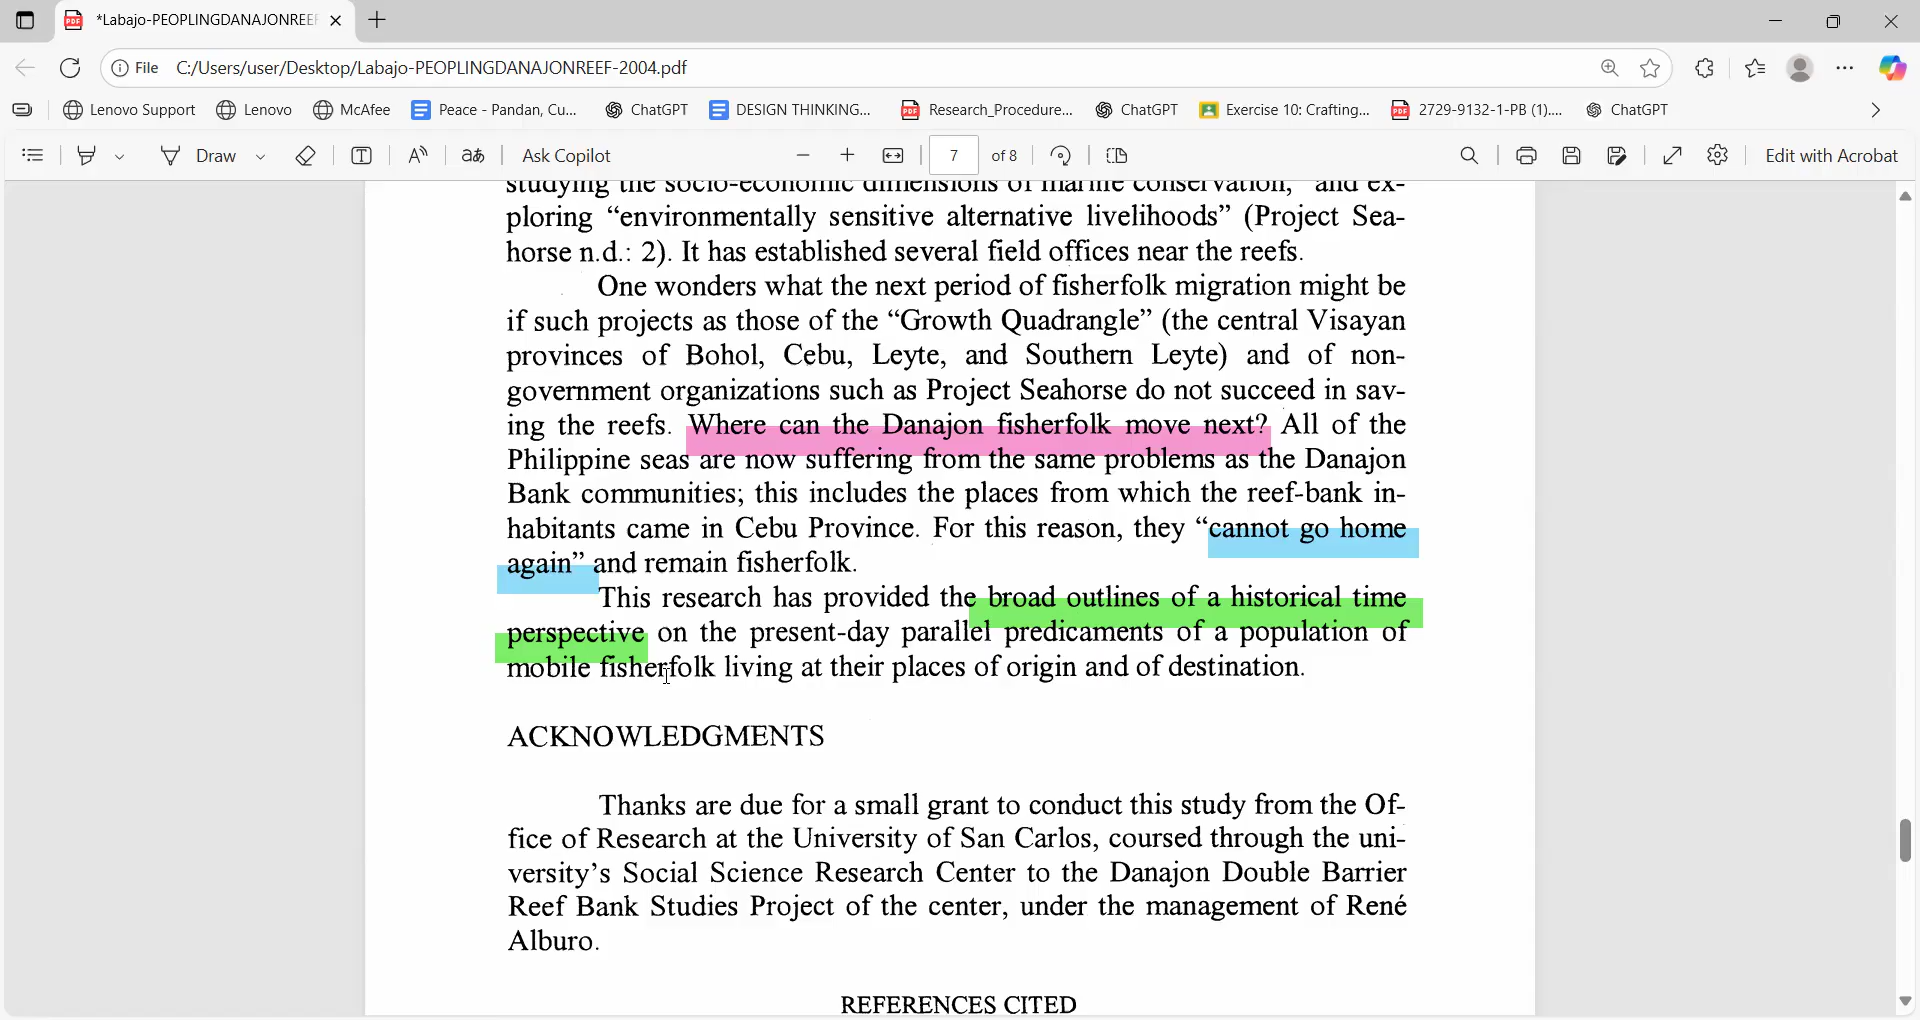 *Labajo-PEOPLINGDANAJONREEF
File C:/Users/user/Desktop/Labajo-PEOPLINGDANAJONREEF-2004.pdf
Lenovo Support Lenovo McAfee Peace - Pandan, Cu... ChatGPT DESIGN THINKING... Research_Procedure... ChatGPT Exercise 10: Crafting... 2729-9132-1-PB (1).... ChatGPT
Draw Ask Copilot 7 of 8 Edit with Acrobat
studying the socio-economic dimensions of marine conservation," and ex-
ploring “environmentally sensitive alternative livelihoods” (Project Sea-
horse n.d.: 2). It has established several field offices near the reefs.
One wonders what the next period of fisherfolk migration might be
if such projects as those of the “Growth Quadrangle” (the central Visayan
provinces of Bohol, Cebu, Leyte, and Southern Leyte) and of non-
government organizations such as Project Seahorse do not succeed in sav-
ing the reefs. Where can the Danajon fisherfolk move next? All of the
Philippine seas are now suffering from the same problems as the Danajon
Bank communities; this includes the places from which the reef-bank in-
habitants came in Cebu Province. For this reason, they “cannot go home
again” and remain fisherfolk.
This research has provided the broad outlines of a historical time
perspective on the present-day parallel predicaments of a population of
mobile fisherfolk living at their places of origin and of destination.
ACKNOWLEDGMENTS
Thanks are due for a small grant to conduct this study from the Of-
fice of Research at the University of San Carlos, coursed through the uni-
versity’s Social Science Research Center to the Danajon Double Barrier
Reef Bank Studies Project of the center, under the management of René
Alburo.
REFERENCES CITED